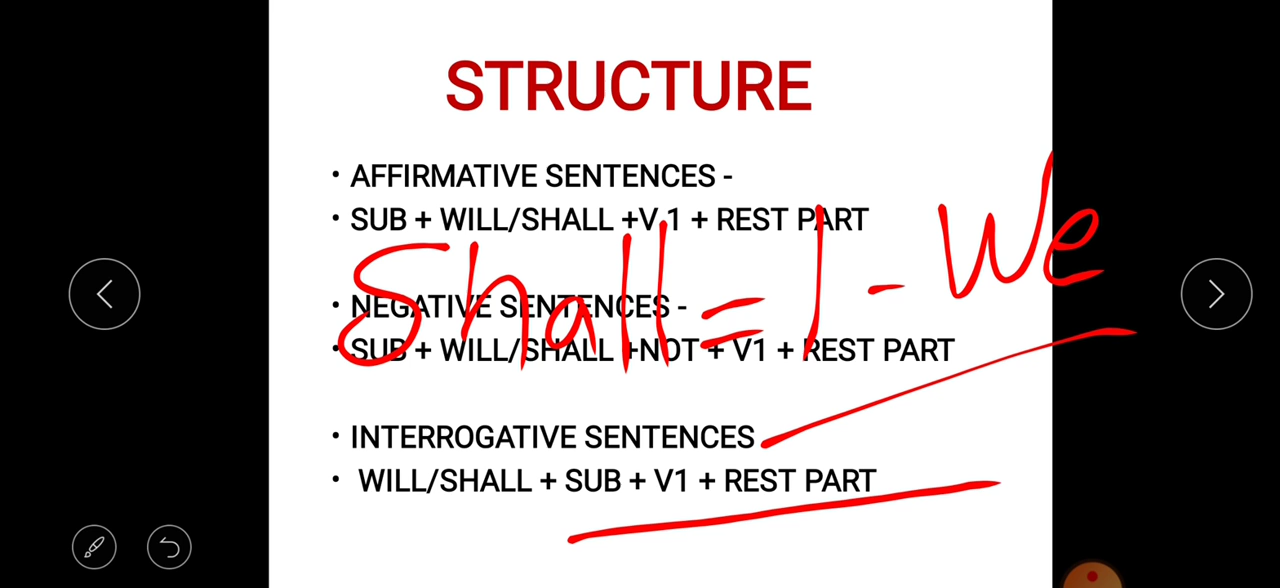 STRUCTURE
• AFFIRMATIVE SENTENCES -
• SUB + WILL/SHALL +V 1 + REST PART
Shall = I - We
• NEGATIVE SENTENCES -
• SUB + WILL/SHALL +NOT + V1 + REST PART
• INTERROGATIVE SENTENCES
• WILL/SHALL + SUB + V1 + REST PART